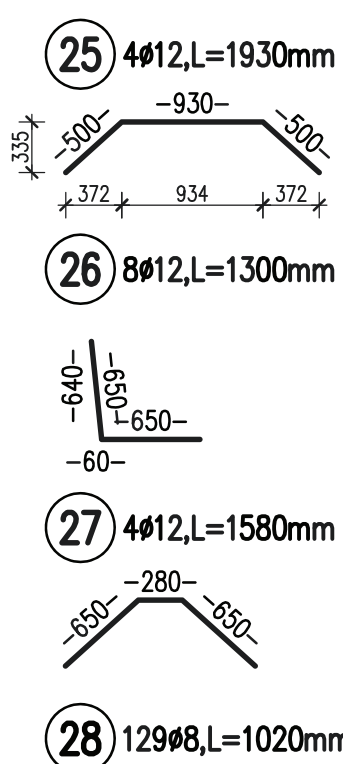 25 4ø12,L=1930mm
-930-
-500- -500-
335
372 934 372
26 8ø12,L=1300mm
-640- -650-
-650-
-60-
27 4ø12,L=1580mm
-280-
-650- -650-
28 129ø8,L=1020mm